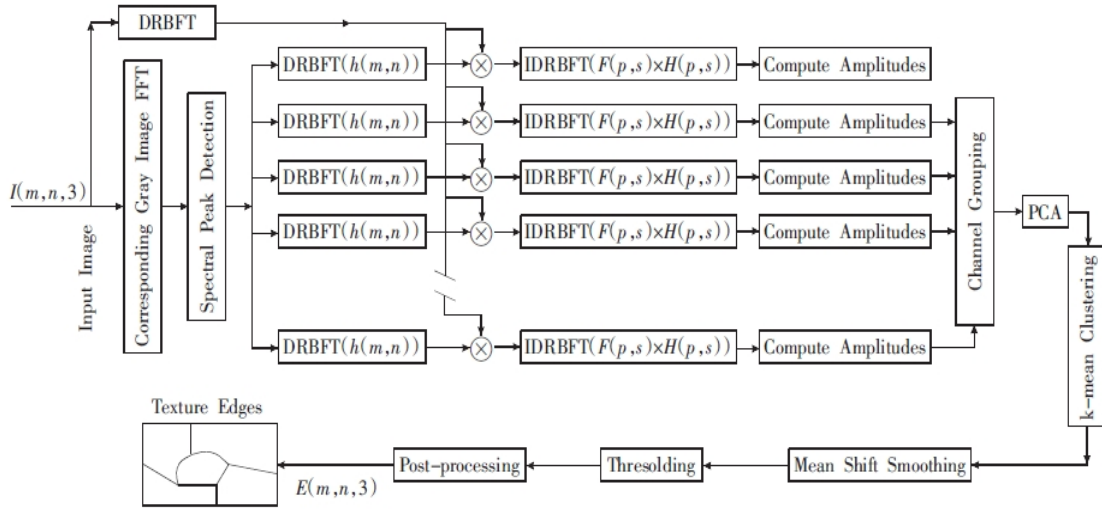 DRBFT
DRBFT(h(m,n))
IDRBFT(F(p,s)×H(p,s))
Compute Amplitudes
DRBFT(h(m,n))
IDRBFT(F(p,s)×H(p,s))
Compute Amplitudes
DRBFT(h(m,n))
IDRBFT(F(p,s)×H(p,s))
Compute Amplitudes
DRBFT(h(m,n))
IDRBFT(F(p,s)×H(p,s))
Compute Amplitudes
DRBFT(h(m,n))
IDRBFT(F(p,s)×H(p,s))
Compute Amplitudes
I(m,n,3)
Input Image
Corresponding Gray Image FFT
Spectral Peak Detection
Channel Grouping
PCA
k-mean Clustering
Mean Shift Smoothing
Thresolding
Post-processing
E(m,n,3)
Texture Edges